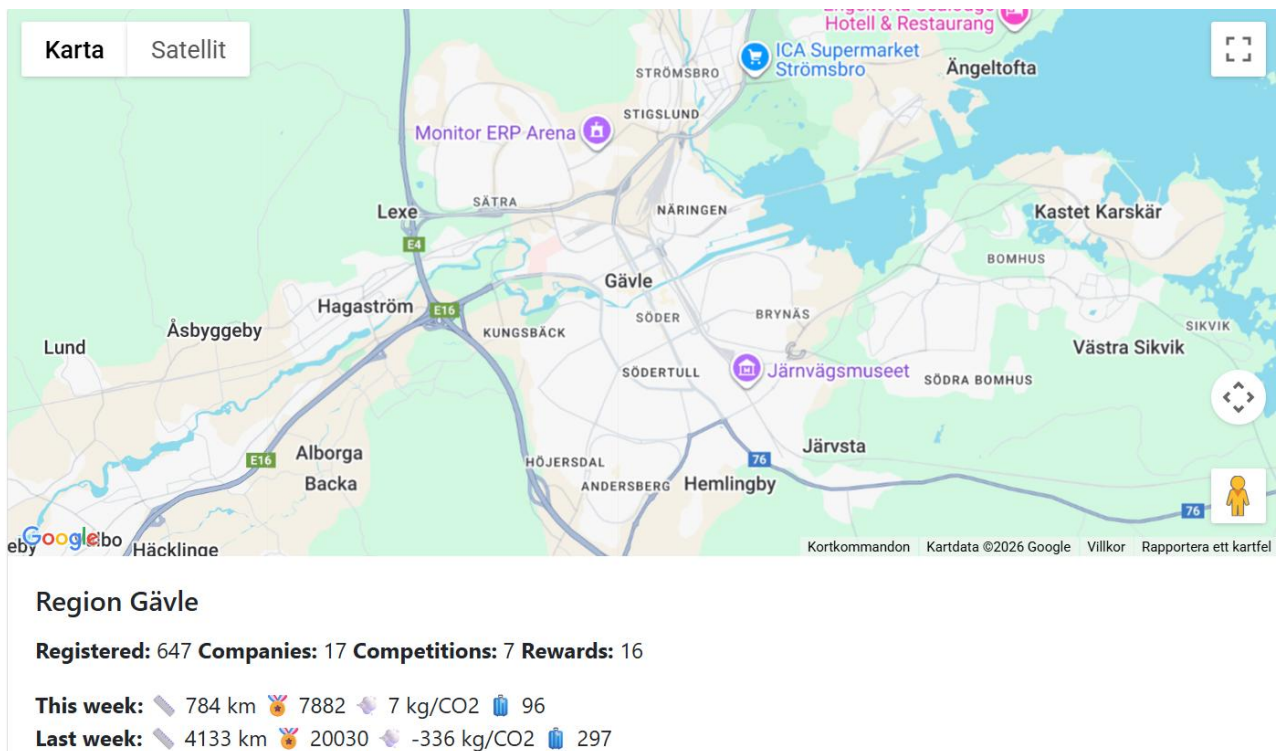 Karta Satellit
Hotell & Restaurang
ICA Supermarket
Strömsbro
STRÖMSBRO
Ängeltofta
STIGSLUND
Monitor ERP Arena
SÄTRA
Lexe
NÄRINGEN
Kastet Karskär
E4
BOMHUS
Gävle
Hagaström
E16
SÖDER
BRYNÄS
Åsbyggeby
KUNGSBÄCK
SIKVIK
Lund
Västra Sikvik
SÖDERTULL
Järnvägsmuseet
SÖDRA BOMHUS
Järvsta
Alborga
Backa
E16
HÖJERSDAL
76
ANDERSBERG
Hemlingby
76
Google
Häcklinge
Kortkommandon Kartdata ©2026 Google Villkor Rapportera ett kartfel
Region Gävle
Registered: 647 Companies: 17 Competitions: 7 Rewards: 16
This week: 784 km 7882 7 kg/CO2 96
Last week: 4133 km 20030 -336 kg/CO2 297